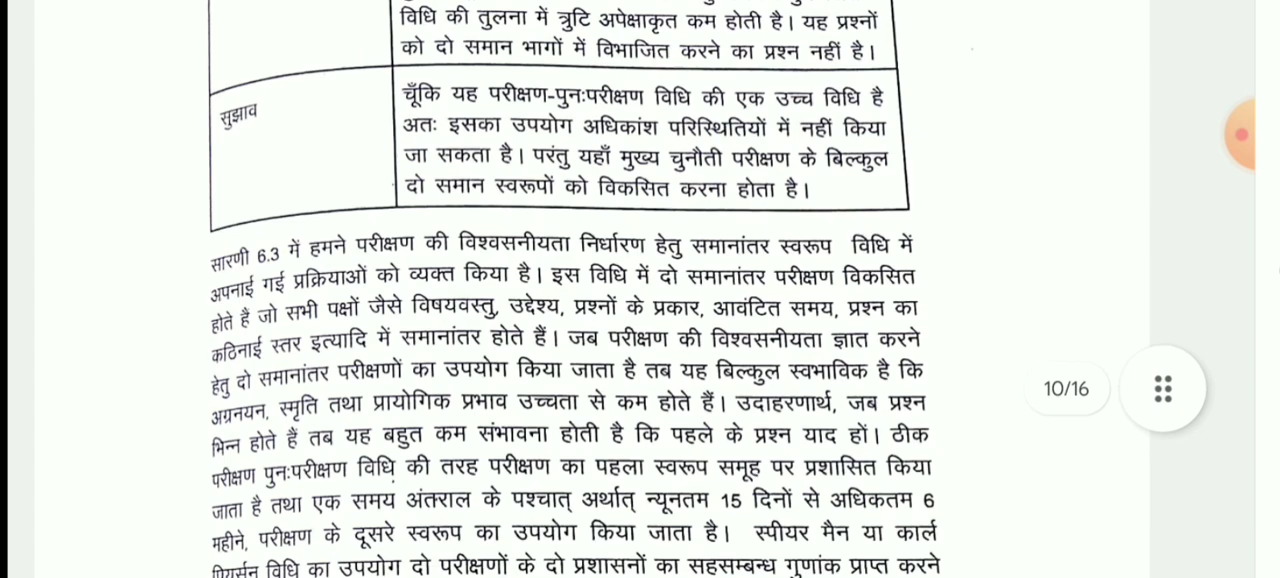 विधि की तुलना में त्रुटि अपेक्षाकृत कम होती है। यह प्रश्नों
को दो समान भागों में विभाजित करने का प्रश्न नहीं है।
सुझाव
चूँकि यह परीक्षण-पुनःपरीक्षण विधि की एक उच्च विधि है
अतः इसका उपयोग अधिकांश परिस्थितियों में नहीं किया
जा सकता है। परंतु यहाँ मुख्य चुनौती परीक्षण के बिल्कुल
दो समान स्वरूपों को विकसित करना होता है।
सारणी 6.3 में हमने परीक्षण की विश्वसनीयता निर्धारण हेतु समानांतर स्वरूप विधि में
अपनाई गई प्रक्रियाओं को व्यक्त किया है। इस विधि में दो समानांतर परीक्षण विकसित
होते हैं जो सभी पक्षों जैसे विषयवस्तु, उद्देश्य, प्रश्नों के प्रकार, आवंटित समय, प्रश्न का
कठिनाई स्तर इत्यादि में समानांतर होते हैं। जब परीक्षण की विश्वसनीयता ज्ञात करने
हेतु दो समानांतर परीक्षणों का उपयोग किया जाता है तब यह बिल्कुल स्वभाविक है कि
अग्रनयन, स्मृति तथा प्रायोगिक प्रभाव उच्चता से कम होते हैं। उदाहरणार्थ, जब प्रश्न
भिन्न होते हैं तब यह बहुत कम संभावना होती है कि पहले के प्रश्न याद हों। ठीक
परीक्षण पुनःपरीक्षण विधि की तरह परीक्षण का पहला स्वरूप समूह पर प्रशासित किया
जाता है तथा एक समय अंतराल के पश्चात् अर्थात् न्यूनतम 15 दिनों से अधिकतम 6
महीने, परीक्षण के दूसरे स्वरूप का उपयोग किया जाता है। स्पीयर मैन या कार्ल
पियर्सन विधि का उपयोग दो परीक्षणों के दो प्रशासनों का सहसम्बन्ध गुणांक प्राप्त करने
10/16